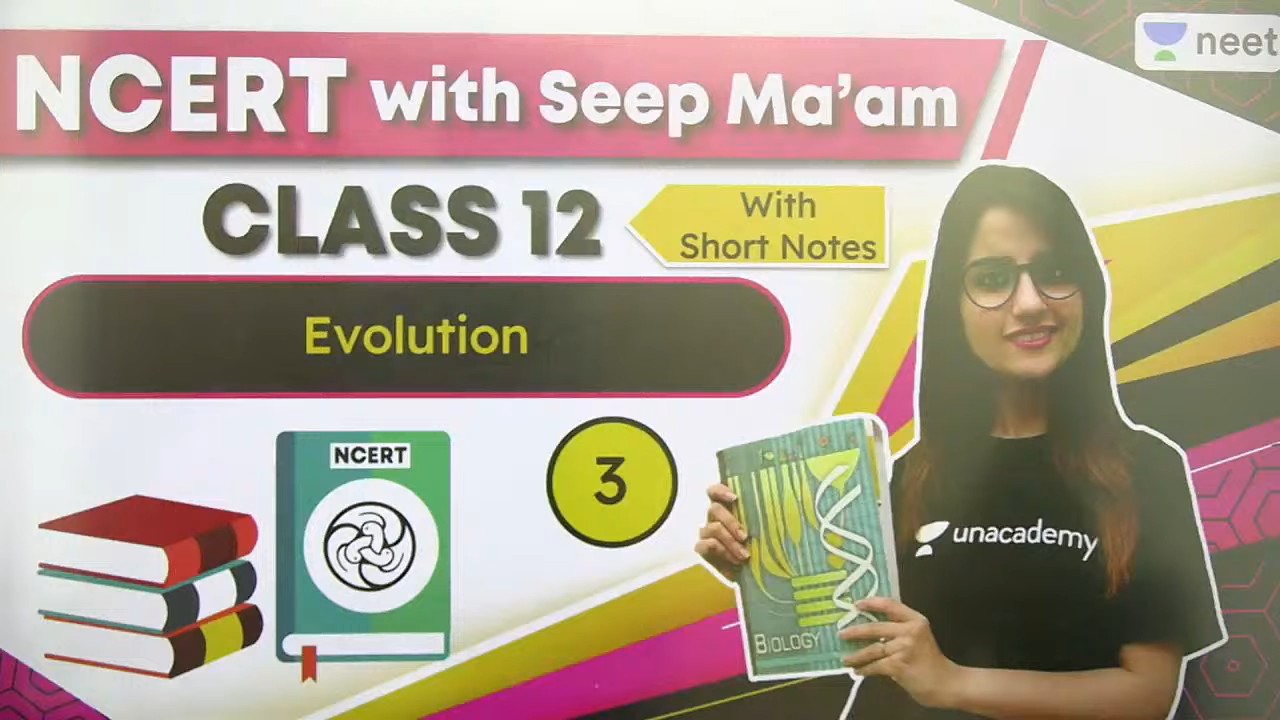 neet
NCERT with Seep Ma'am
CLASS 12
With
Short Notes
Evolution
NCERT
3
unacademy
BIOLOGY